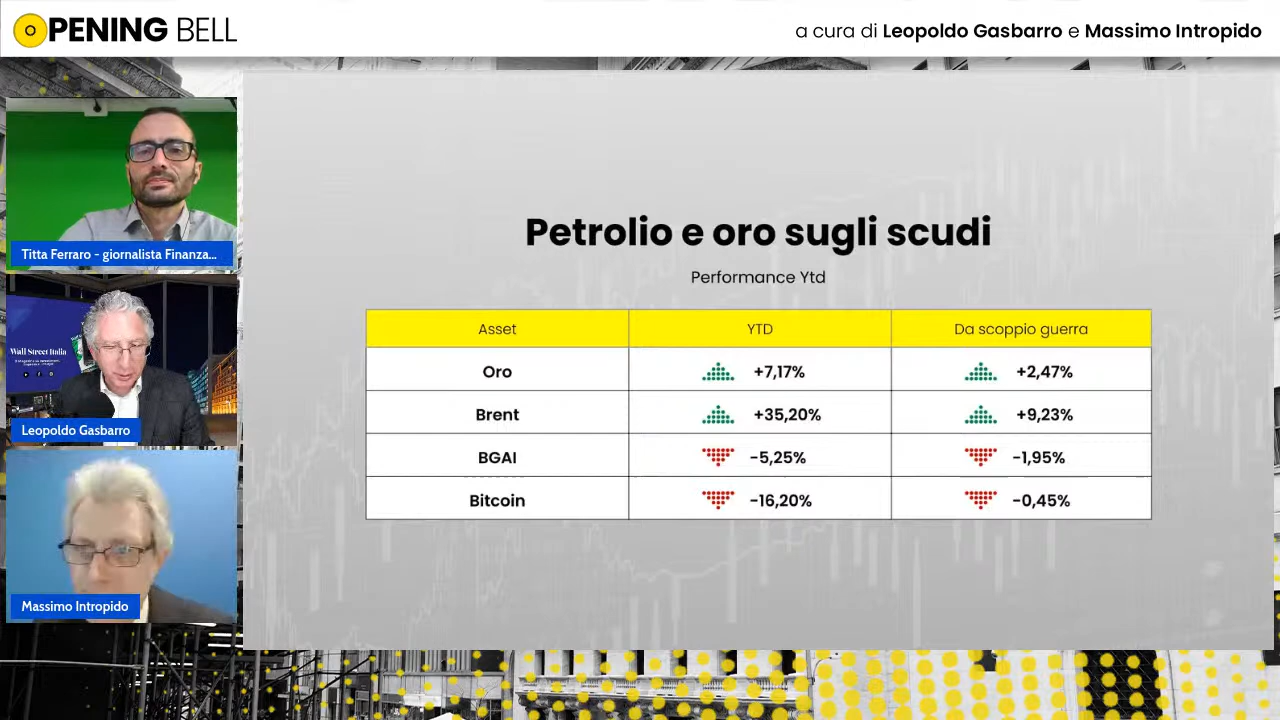 OPENING BELL
a cura di Leopoldo Gasbarro e Massimo Intropido
Titta Ferraro - giornalista Finanza...
Wall Street Italia
Leopoldo Gasbarro
Massimo Intropido
Petrolio e oro sugli scudi
Performance Ytd
Asset YTD Da scoppio guerra
Oro +7,17% +2,47%
Brent +35,20% +9,23%
BGAI -5,25% -1,95%
Bitcoin -16,20% -0,45%